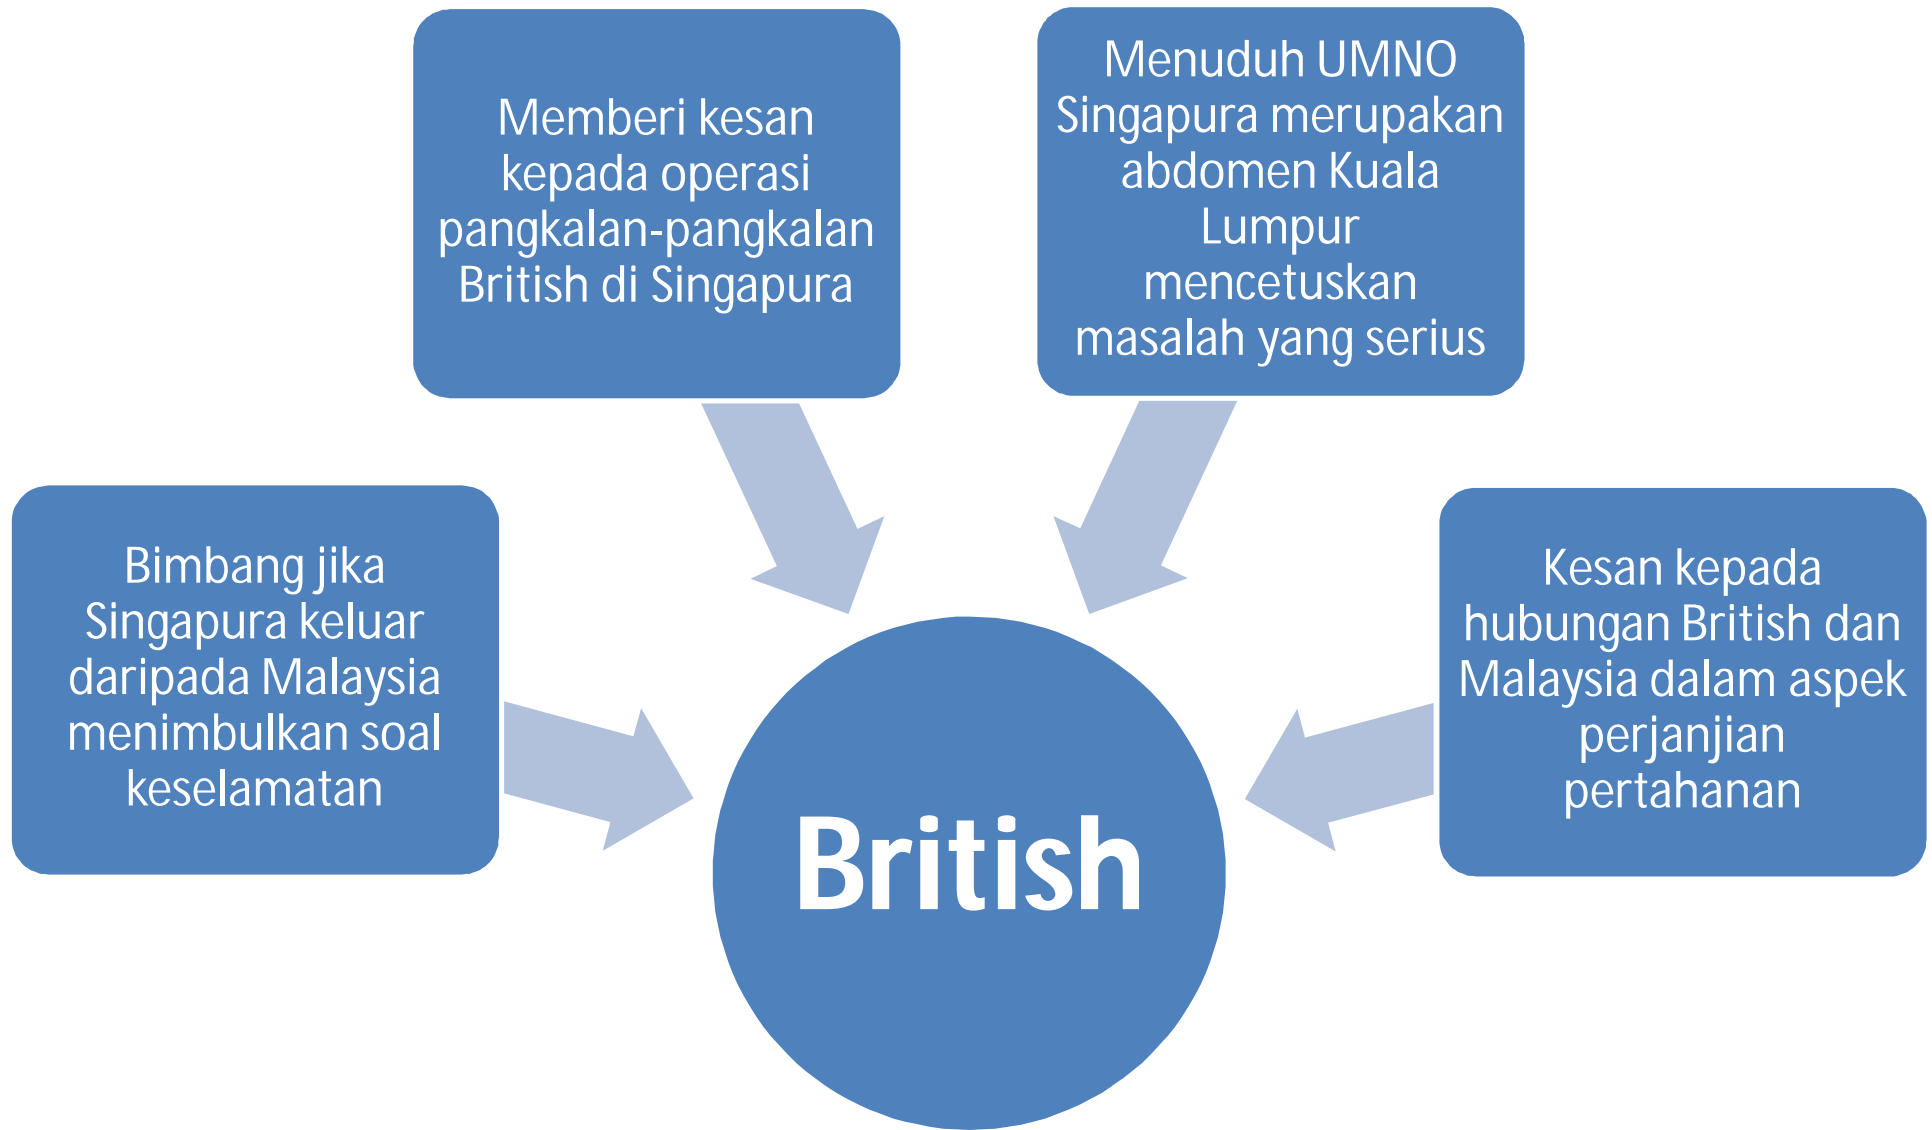 Memberi kesan
kepada operasi
pangkalan-pangkalan
British di Singapura
Menuduh UMNO
Singapura merupakan
abdomen Kuala
Lumpur
mencetuskan
masalah yang serius
Bimbang jika
Singapura keluar
daripada Malaysia
menimbulkan soal
keselamatan
Kesan kepada
hubungan British dan
Malaysia dalam aspek
perjanjian
pertahanan
British